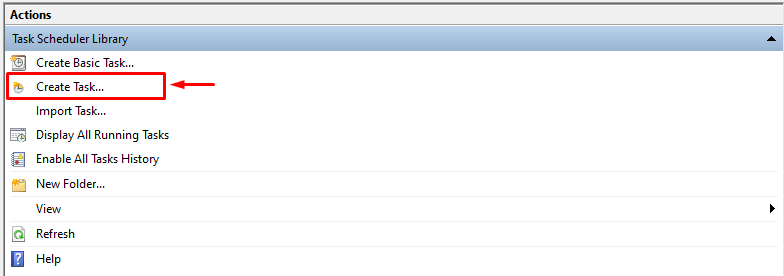 Actions
Task Scheduler Library
Create Basic Task...
Create Task...
Import Task...
Display All Running Tasks
Enable All Tasks History
New Folder...
View
Refresh
Help